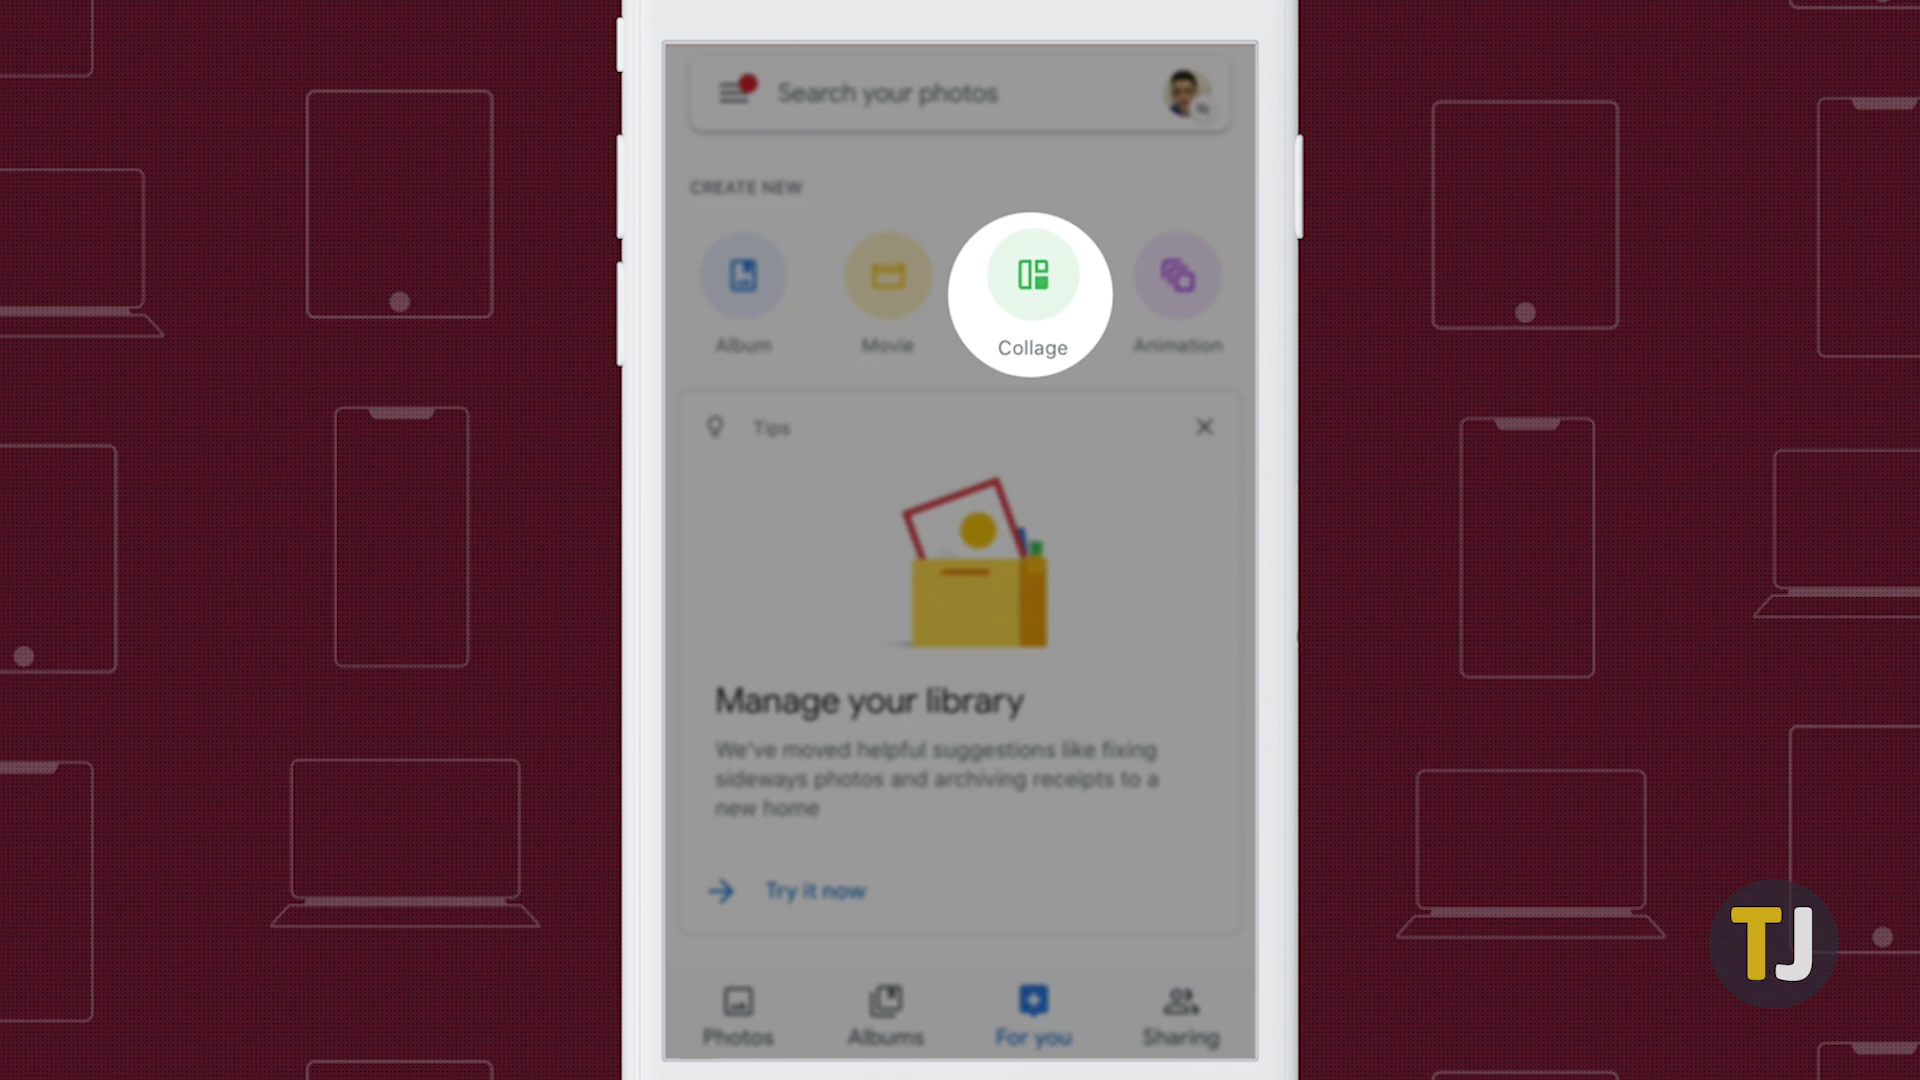 Search your photos
CREATE NEW
Album
Movie
Collage
Animation
Tips
Manage your library
We've moved helpful suggestions like fixing
sideways photos and archiving receipts to a
new home
Try it now
Photos
Albums
For you
Sharing
TJ